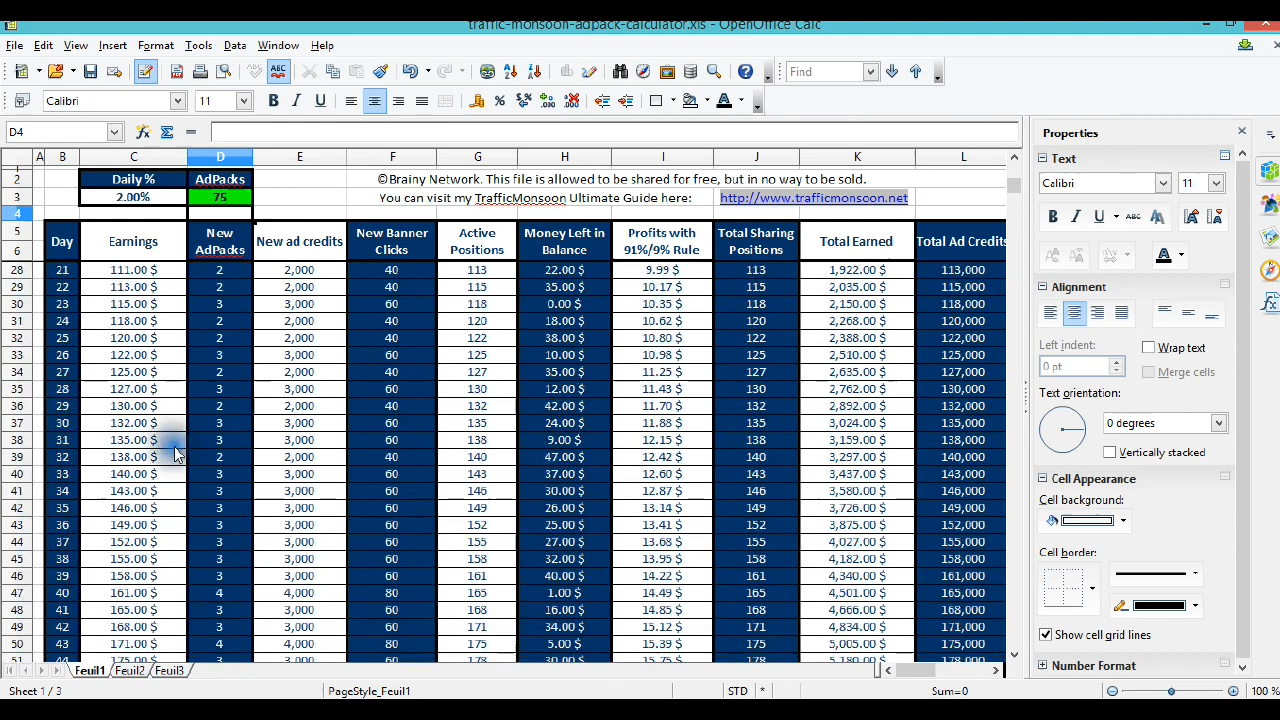 traffic-monsoon-adpack-calculator.xls - OpenOffice Calc
File Edit View Insert Format Tools Data Window Help
Find
Calibri 11
D4
A B C D E F G H I J K L
2 Daily % AdPacks ©Brainy Network. This file is allowed to be shared for free, but in no way to be sold.
3 2.00% 75 You can visit my TrafficMonsoon Ultimate Guide here: http://www.trafficmonsoon.net
4
5 6 Day Earnings New AdPacks New ad credits New Banner Clicks Active Positions Money Left in Balance Profits with 91%/9% Rule Total Sharing Positions Total Earned Total Ad Credits
28 21 111.00 $ 2 2,000 40 113 22.00 $ 9.99 $ 113 1,922.00 $ 113,000
29 22 113.00 $ 2 2,000 40 115 35.00 $ 10.17 $ 115 2,035.00 $ 115,000
30 23 115.00 $ 3 2,000 60 118 0.00 $ 10.35 $ 118 2,150.00 $ 118,000
31 24 118.00 $ 2 2,000 40 120 18.00 $ 10.62 $ 120 2,268.00 $ 120,000
32 25 120.00 $ 2 2,000 40 122 38.00 $ 10.80 $ 122 2,388.00 $ 122,000
33 26 122.00 $ 3 2,000 60 125 10.00 $ 10.98 $ 125 2,510.00 $ 125,000
34 27 125.00 $ 2 2,000 40 127 35.00 $ 11.25 $ 127 2,635.00 $ 127,000
35 28 127.00 $ 3 2,000 60 130 12.00 $ 11.43 $ 130 2,762.00 $ 130,000
36 29 130.00 $ 2 2,000 40 132 42.00 $ 11.70 $ 132 2,892.00 $ 132,000
37 30 132.00 $ 3 3,000 60 135 24.00 $ 11.88 $ 135 3,024.00 $ 135,000
38 31 135.00 $ 3 3,000 60 138 9.00 $ 12.15 $ 138 3,159.00 $ 138,000
39 32 138.00 $ 2 3,000 40 140 47.00 $ 12.42 $ 140 3,297.00 $ 140,000
40 33 140.00 $ 3 3,000 60 143 37.00 $ 12.60 $ 143 3,437.00 $ 143,000
41 34 143.00 $ 3 3,000 60 146 30.00 $ 12.87 $ 146 3,580.00 $ 146,000
42 35 146.00 $ 3 3,000 60 149 26.00 $ 13.14 $ 149 3,726.00 $ 149,000
43 36 149.00 $ 3 3,000 60 152 25.00 $ 13.41 $ 152 3,875.00 $ 152,000
44 37 152.00 $ 3 3,000 60 155 27.00 $ 13.68 $ 155 4,027.00 $ 155,000
45 38 155.00 $ 3 3,000 60 158 32.00 $ 13.95 $ 158 4,182.00 $ 158,000
46 39 158.00 $ 3 3,000 60 161 40.00 $ 14.22 $ 161 4,340.00 $ 161,000
47 40 161.00 $ 4 4,000 80 165 1.00 $ 14.49 $ 165 4,501.00 $ 165,000
48 41 165.00 $ 3 3,000 60 168 16.00 $ 14.85 $ 168 4,666.00 $ 168,000
49 42 168.00 $ 3 3,000 60 171 34.00 $ 15.12 $ 171 4,834.00 $ 171,000
50 43 171.00 $ 4 4,000 80 175 5.00 $ 15.39 $ 175 5,005.00 $ 175,000
51 44 175.00 $ 3 3,000 60 178 30.00 $ 15.75 $ 178 5,180.00 $ 178,000
Feuil1 Feuil2 Feuil3
Sheet 1 / 3 PageStyle_Feuil1 STD * Sum=0 100 %
Properties
Text
Calibri 11
Alignment
Left indent: Wrap text
0 pt Merge cells
Text orientation:
0 degrees
Vertically stacked
Cell Appearance
Cell background:
Cell border:
Show cell grid lines
Number Format